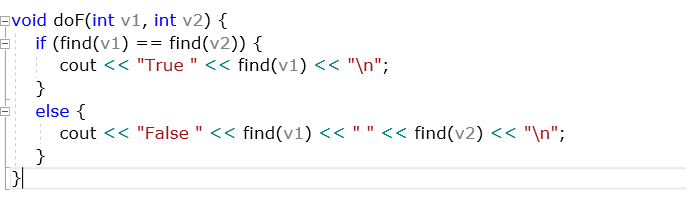 void doF(int v1, int v2) {
if (find(v1) == find(v2)) {
cout << "True " << find(v1) << "\n";
}
else {
cout << "False " << find(v1) << " " << find(v2) << "\n";
}
}